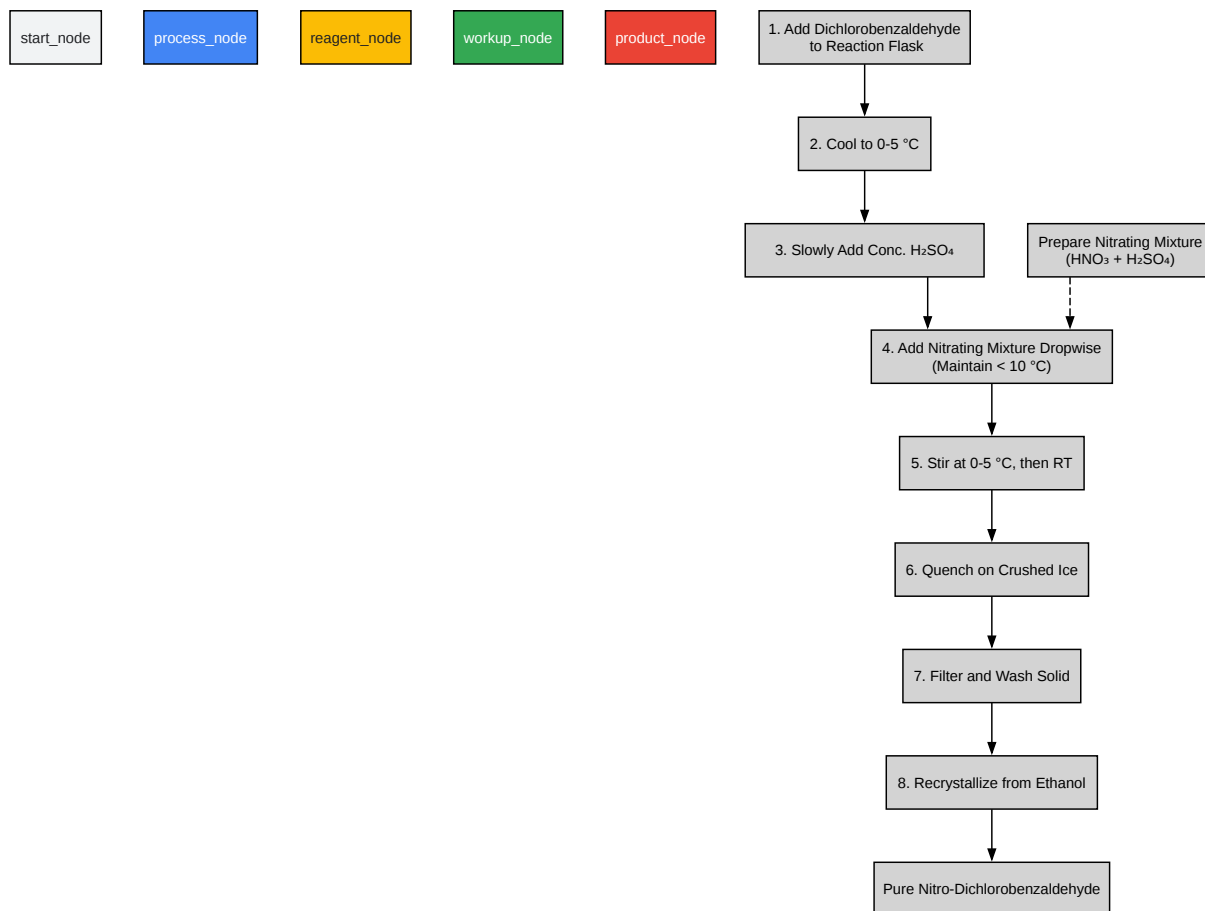 start_node
process_node
reagent_node
workup_node
product_node
1. Add Dichlorobenzaldehyde
to Reaction Flask
2. Cool to 0-5 °C
3. Slowly Add Conc. H₂SO₄
Prepare Nitrating Mixture
(HNO₃ + H₂SO₄)
4. Add Nitrating Mixture Dropwise
(Maintain < 10 °C)
5. Stir at 0-5 °C, then RT
6. Quench on Crushed Ice
7. Filter and Wash Solid
8. Recrystallize from Ethanol
Pure Nitro-Dichlorobenzaldehyde